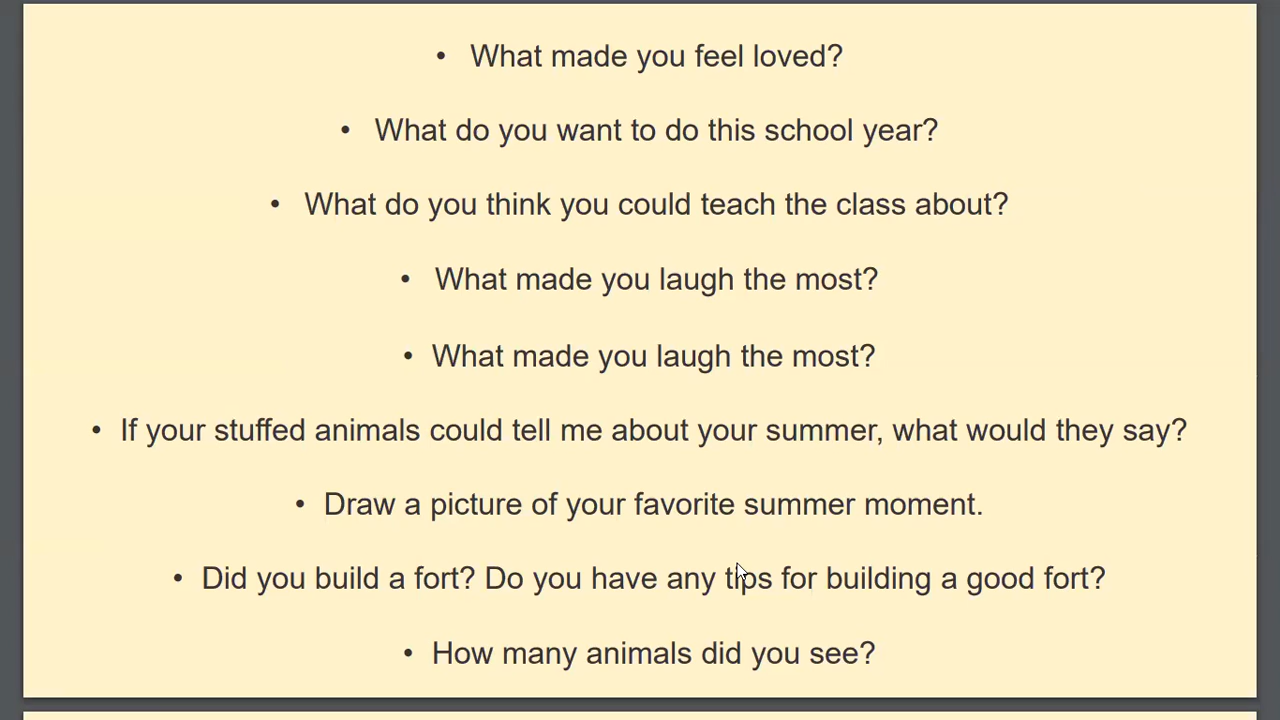 • What made you feel loved?
• What do you want to do this school year?
• What do you think you could teach the class about?
• What made you laugh the most?
• What made you laugh the most?
• If your stuffed animals could tell me about your summer, what would they say?
• Draw a picture of your favorite summer moment.
• Did you build a fort? Do you have any tips for building a good fort?
• How many animals did you see?